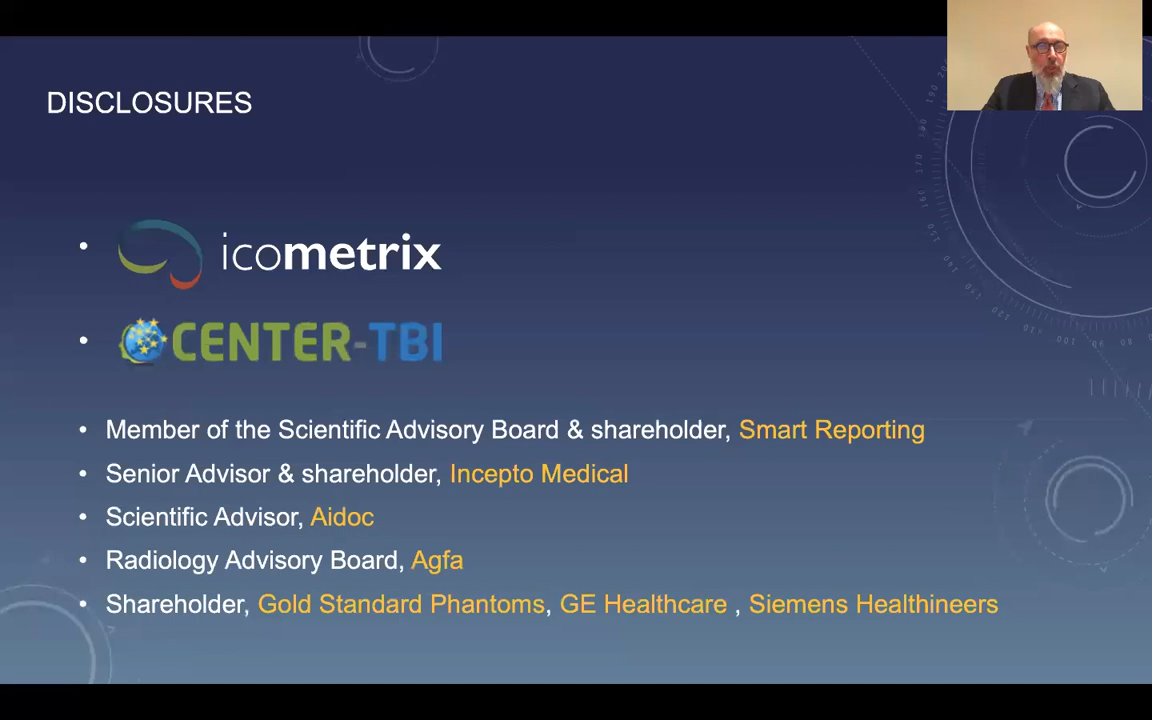 DISCLOSURES
• icometrix
• CENTER-TBI
• Member of the Scientific Advisory Board & shareholder, Smart Reporting
• Senior Advisor & shareholder, Incepto Medical
• Scientific Advisor, Aidoc
• Radiology Advisory Board, Agfa
• Shareholder, Gold Standard Phantoms, GE Healthcare , Siemens Healthineers